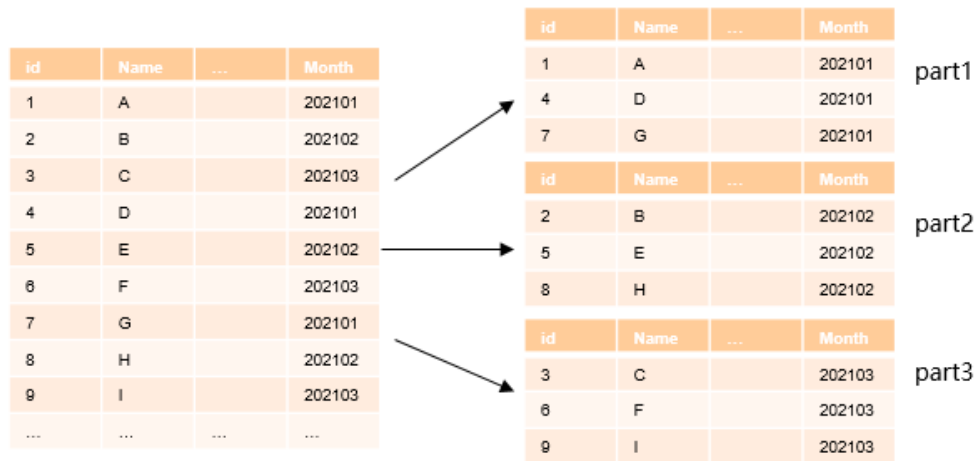 id Name ... Month
1 A 202101
2 B 202102
3 C 202103
4 D 202101
5 E 202102
6 F 202103
7 G 202101
8 H 202102
9 I 202103
... ... ... ...
id Name ... Month
1 A 202101
4 D 202101
7 G 202101
part1
id Name ... Month
2 B 202102
5 E 202102
8 H 202102
part2
id Name ... Month
3 C 202103
6 F 202103
9 I 202103
part3